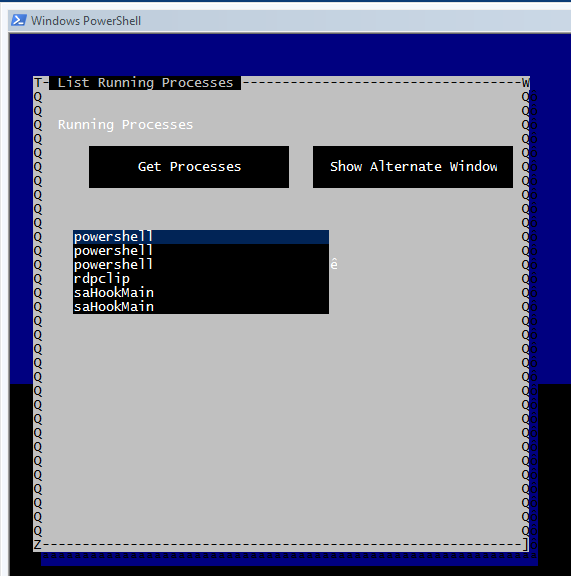 Windows PowerShell
T- List Running Processes -----------------------------------W
Running Processes
Get Processes
Show Alternate Window
powershell
powershell
powershell ê
rdpclip
saHookMain
saHookMain
Z-----------------------------------------------------------]